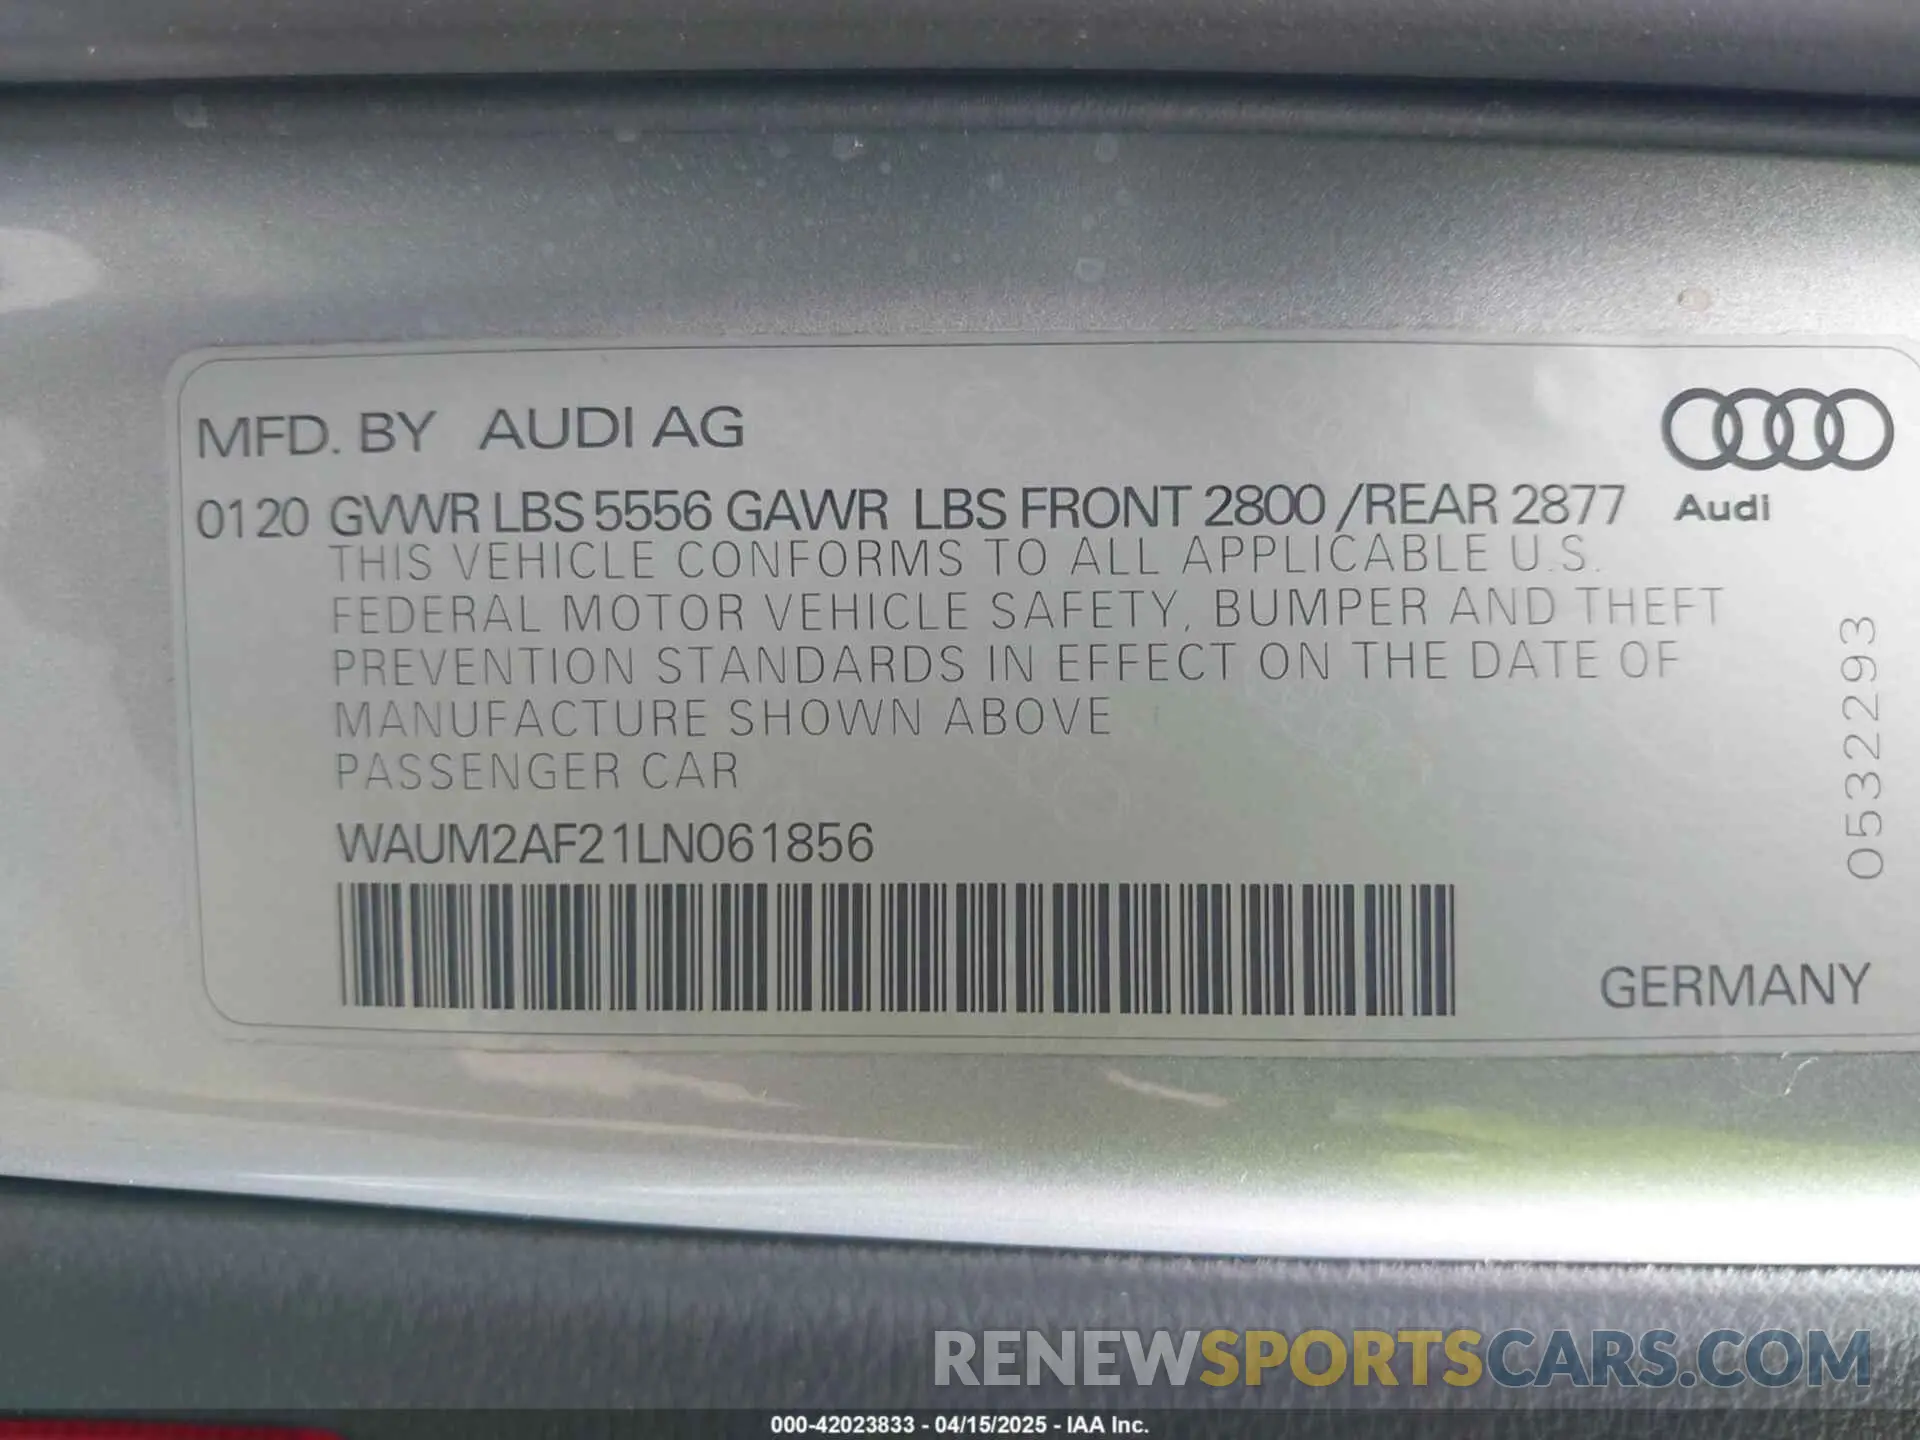 MFD. BY AUDI AG
0120 GVWR LBS 5556 GAWR LBS FRONT 2800 /REAR 2877
Audi
THIS VEHICLE CONFORMS TO ALL APPLICABLE U.S.
FEDERAL MOTOR VEHICLE SAFETY, BUMPER AND THEFT
PREVENTION STANDARDS IN EFFECT ON THE DATE OF
MANUFACTURE SHOWN ABOVE
PASSENGER CAR
WAUM2AF21LN061856
0532293
GERMANY
RENEWSPORTSCARS.COM
000-42023833 - 04/15/2025 - IAA Inc.